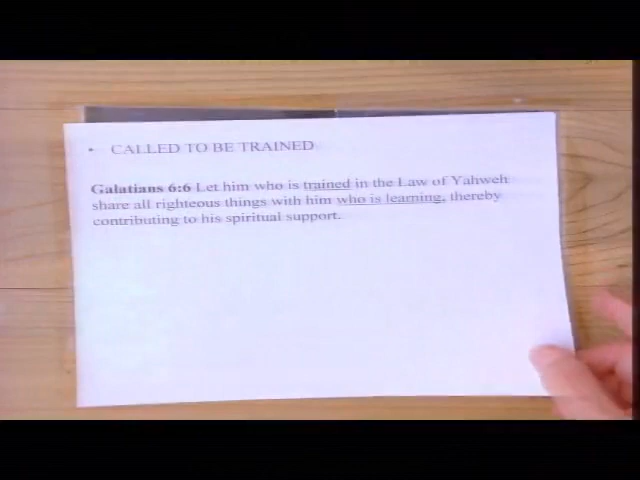 • CALLED TO BE TRAINED
Galatians 6:6 Let him who is trained in the Law of Yahweh
share all righteous things with him who is learning, thereby
contributing to his spiritual support.